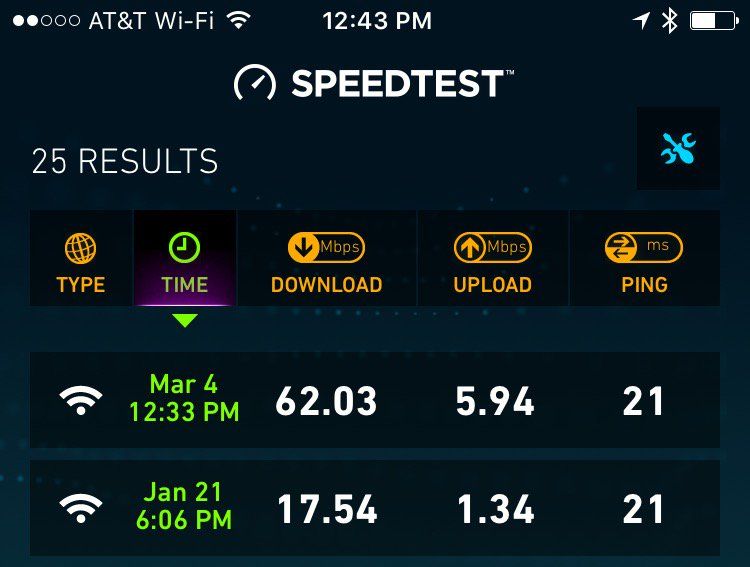 AT&T Wi-Fi 12:43 PM
SPEEDTEST™
25 RESULTS
Mbps Mbps ms
TYPE TIME DOWNLOAD UPLOAD PING
Mar 4
12:33 PM 62.03 5.94 21
Jan 21
6:06 PM 17.54 1.34 21